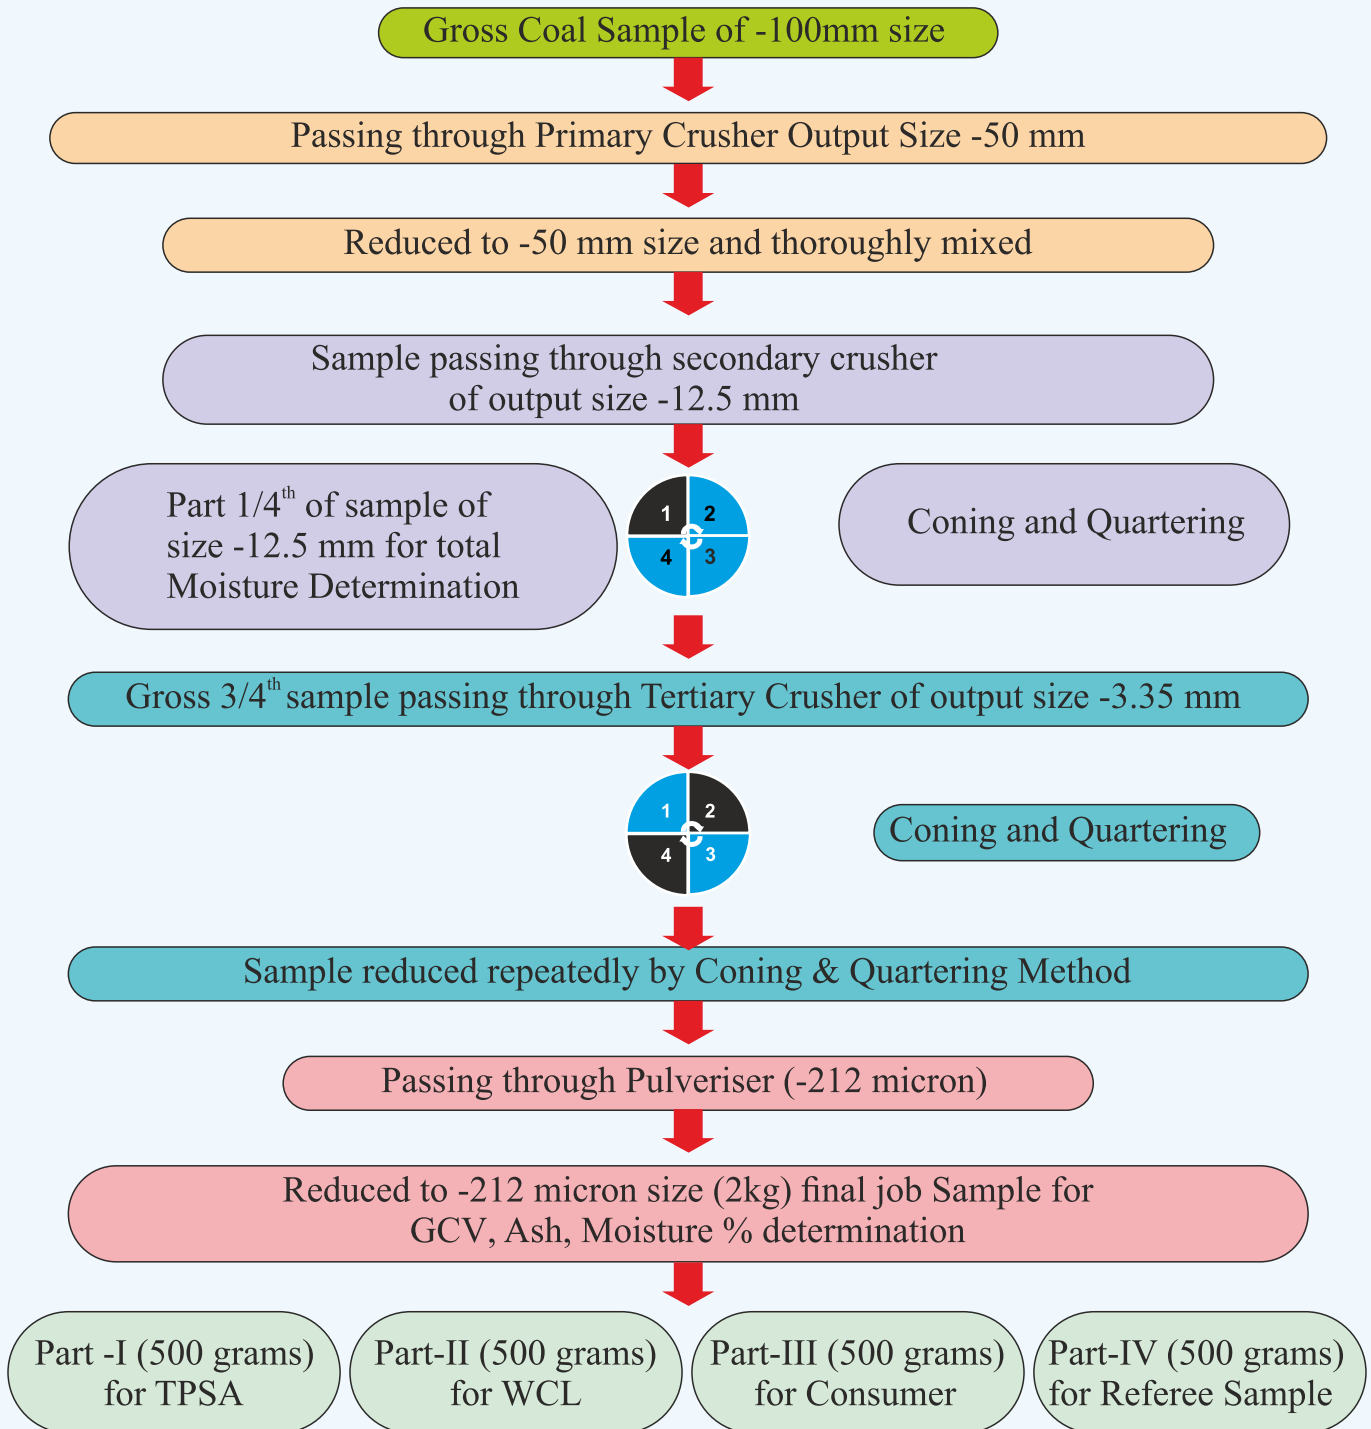 Gross Coal Sample of -100mm size
Passing through Primary Crusher Output Size -50 mm
Reduced to -50 mm size and thoroughly mixed
Sample passing through secondary crusher
of output size -12.5 mm
Part 1/4th of sample of
size -12.5 mm for total
Moisture Determination
1 2
4 3
Coning and Quartering
Gross 3/4th sample passing through Tertiary Crusher of output size -3.35 mm
1 2
4 3
Coning and Quartering
Sample reduced repeatedly by Coning & Quartering Method
Passing through Pulveriser (-212 micron)
Reduced to -212 micron size (2kg) final job Sample for
GCV, Ash, Moisture % determination
Part -I (500 grams)
for TPSA
Part-II (500 grams)
for WCL
Part-III (500 grams)
for Consumer
Part-IV (500 grams)
for Referee Sample